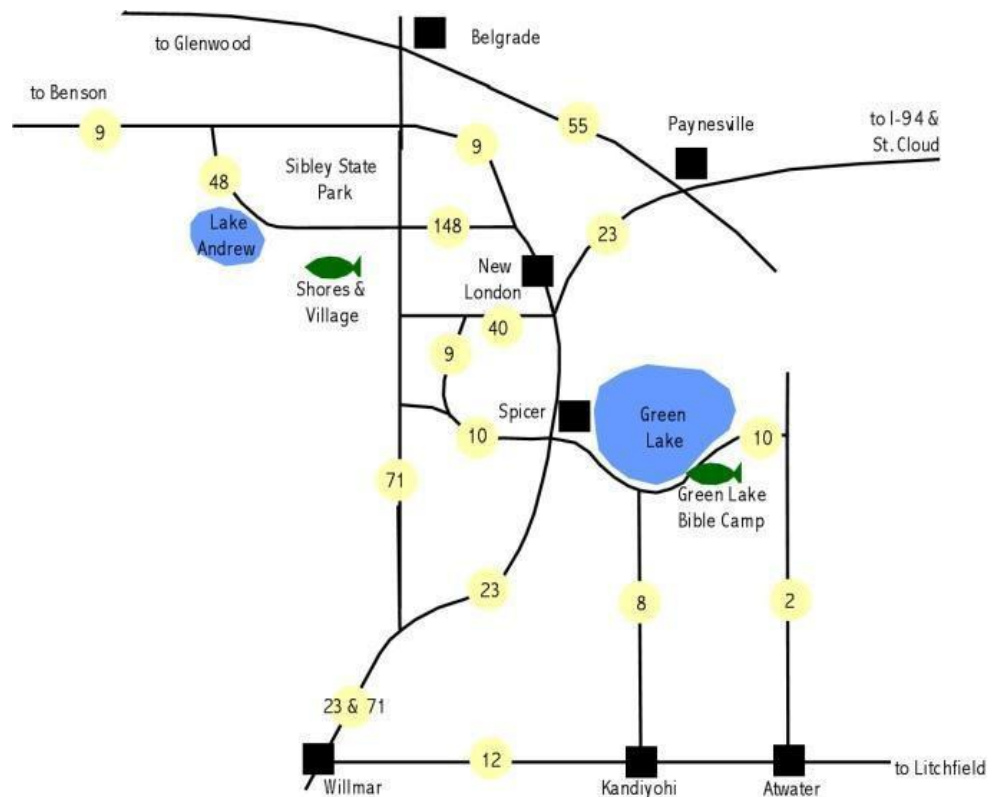 to Glenwood
Belgrade
to Benson
9
55
Paynesville
to I-94 &
St. Cloud
9
Sibley State
Park
48
Lake
Andrew
148
23
New
London
Shores &
Village
40
9
Spicer
Green
Lake
10
10
71
Green Lake
Bible Camp
23
8
2
23 & 71
12
to Litchfield
Willmar
Kandiyohi
Atwater